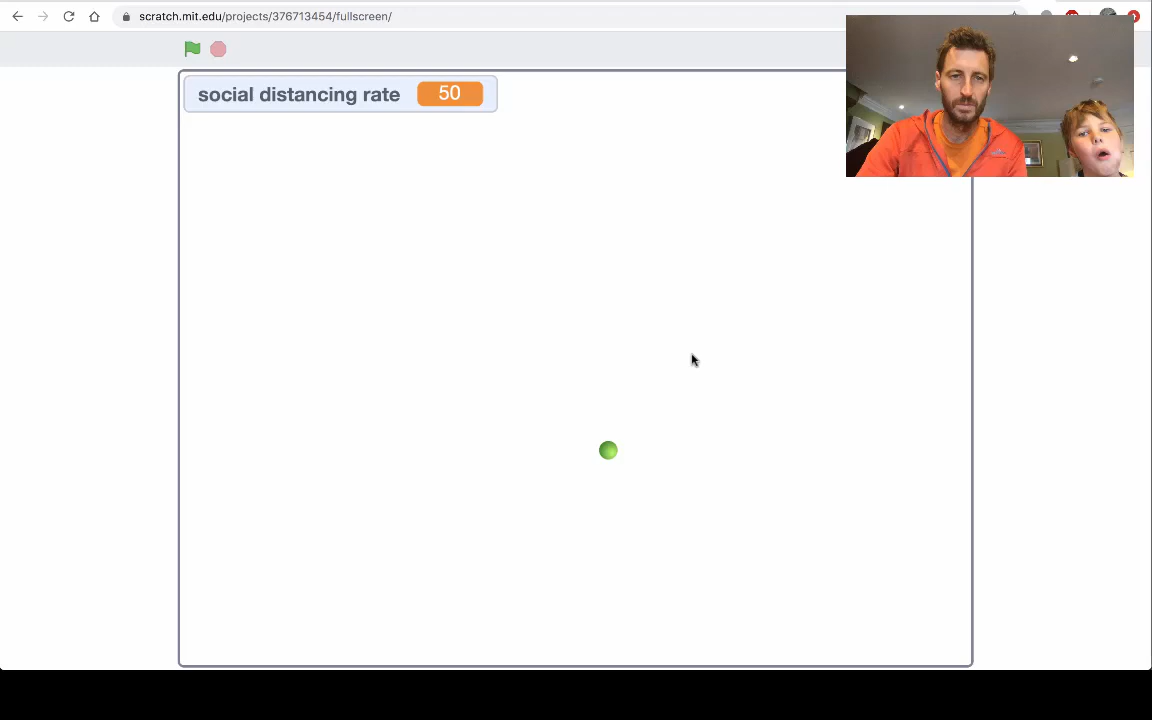 scratch.mit.edu/projects/376713454/fullscreen/
social distancing rate 50